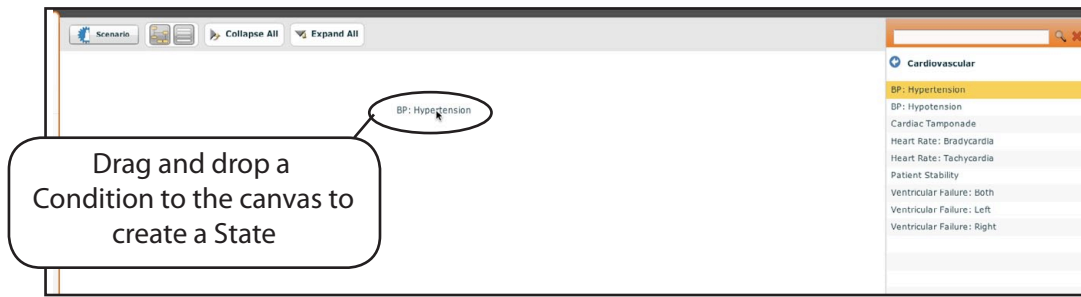 Scenario
Collapse All
Expand All
Cardiovascular
BP: Hypertension
BP: Hypotension
Cardiac Tamponade
Heart Rate: Bradycardia
Heart Rate: Tachycardia
Patient Stability
Ventricular Failure: Both
Ventricular Failure: Left
Ventricular Failure: Right
BP: Hypertension
Drag and drop a
Condition to the canvas to
create a State